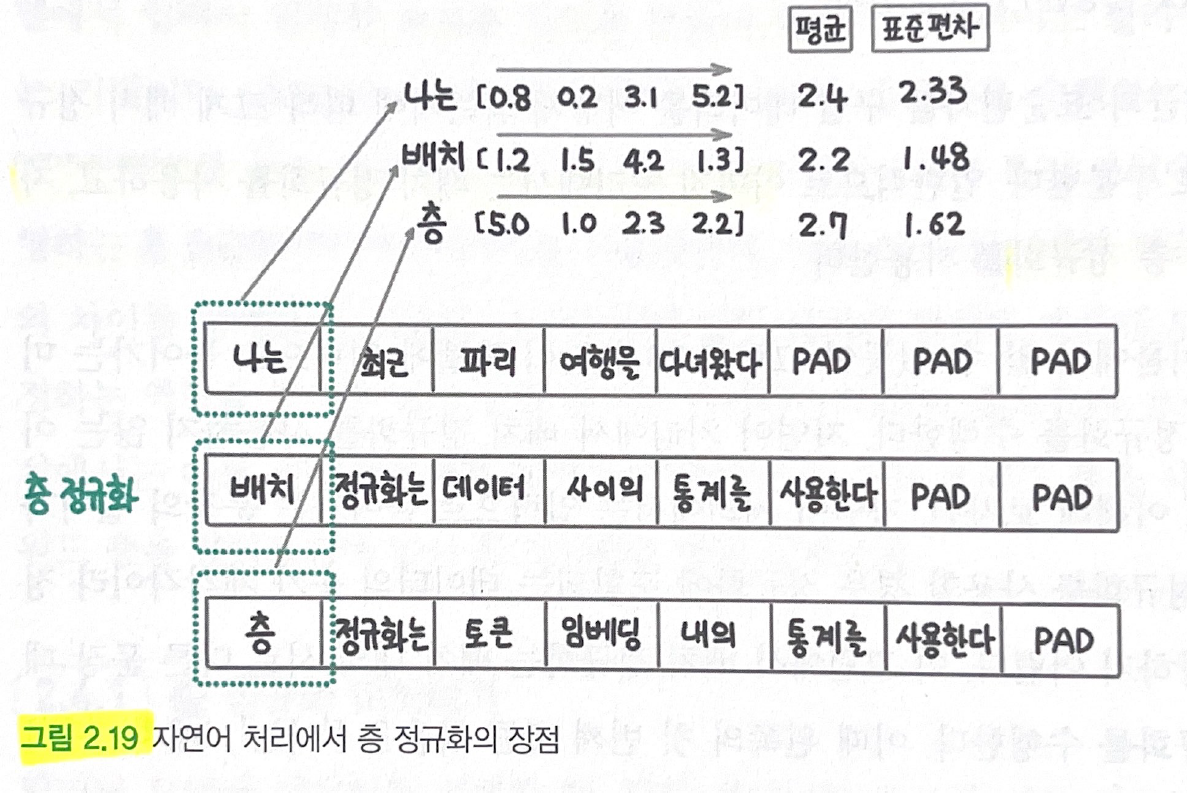 평균 표준편차
나는 [0.8 0.2 3.1 5.2] 2.4 2.33
배치 [1.2 1.5 4.2 1.3] 2.2 1.48
층 [5.0 1.0 2.3 2.2] 2.7 1.62
나는 최근 파리 여행을 다녀왔다 PAD PAD PAD
층 정규화
배치 정규화는 데이터 사이의 통계를 사용한다 PAD PAD
층 정규화는 토큰 임베딩 내의 통계를 사용한다 PAD
그림 2.19 자연어 처리에서 층 정규화의 장점